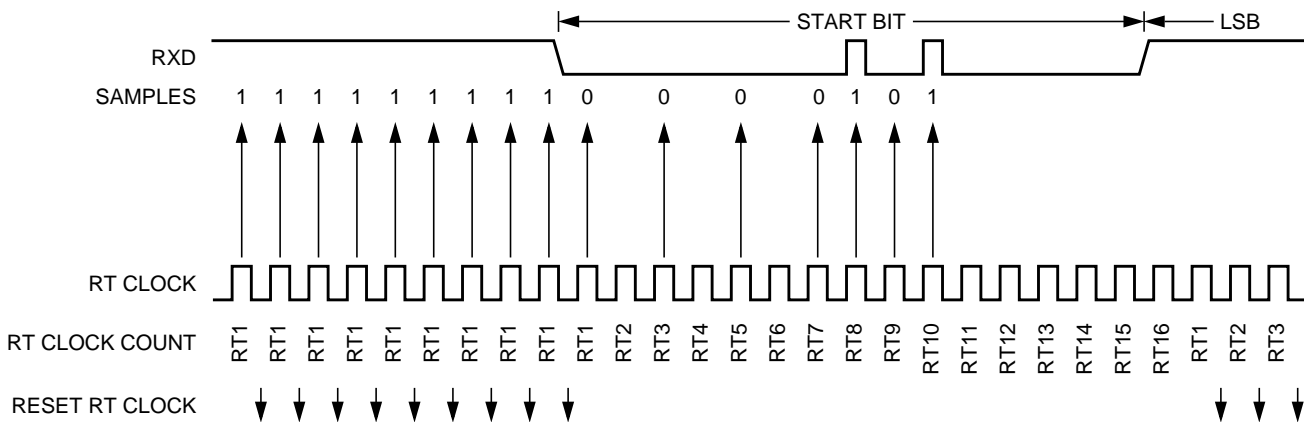 START BIT
LSB
RXD
SAMPLES 1 1 1 1 1 1 1 1 1 0 0 0 0 1 0 1
RT CLOCK
RT CLOCK COUNT RT1 RT1 RT1 RT1 RT1 RT1 RT1 RT1 RT1 RT1 RT2 RT3 RT4 RT5 RT6 RT7 RT8 RT9 RT10 RT11 RT12 RT13 RT14 RT15 RT16 RT1 RT2 RT3
RESET RT CLOCK